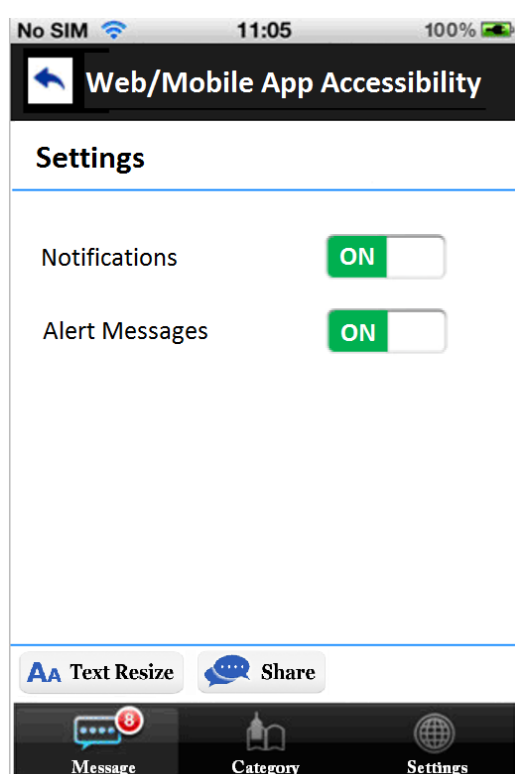 No SIM 11:05 100%
Web/Mobile App Accessibility
Settings
Notifications ON
Alert Messages ON
AA Text Resize Share
8
Message Category Settings